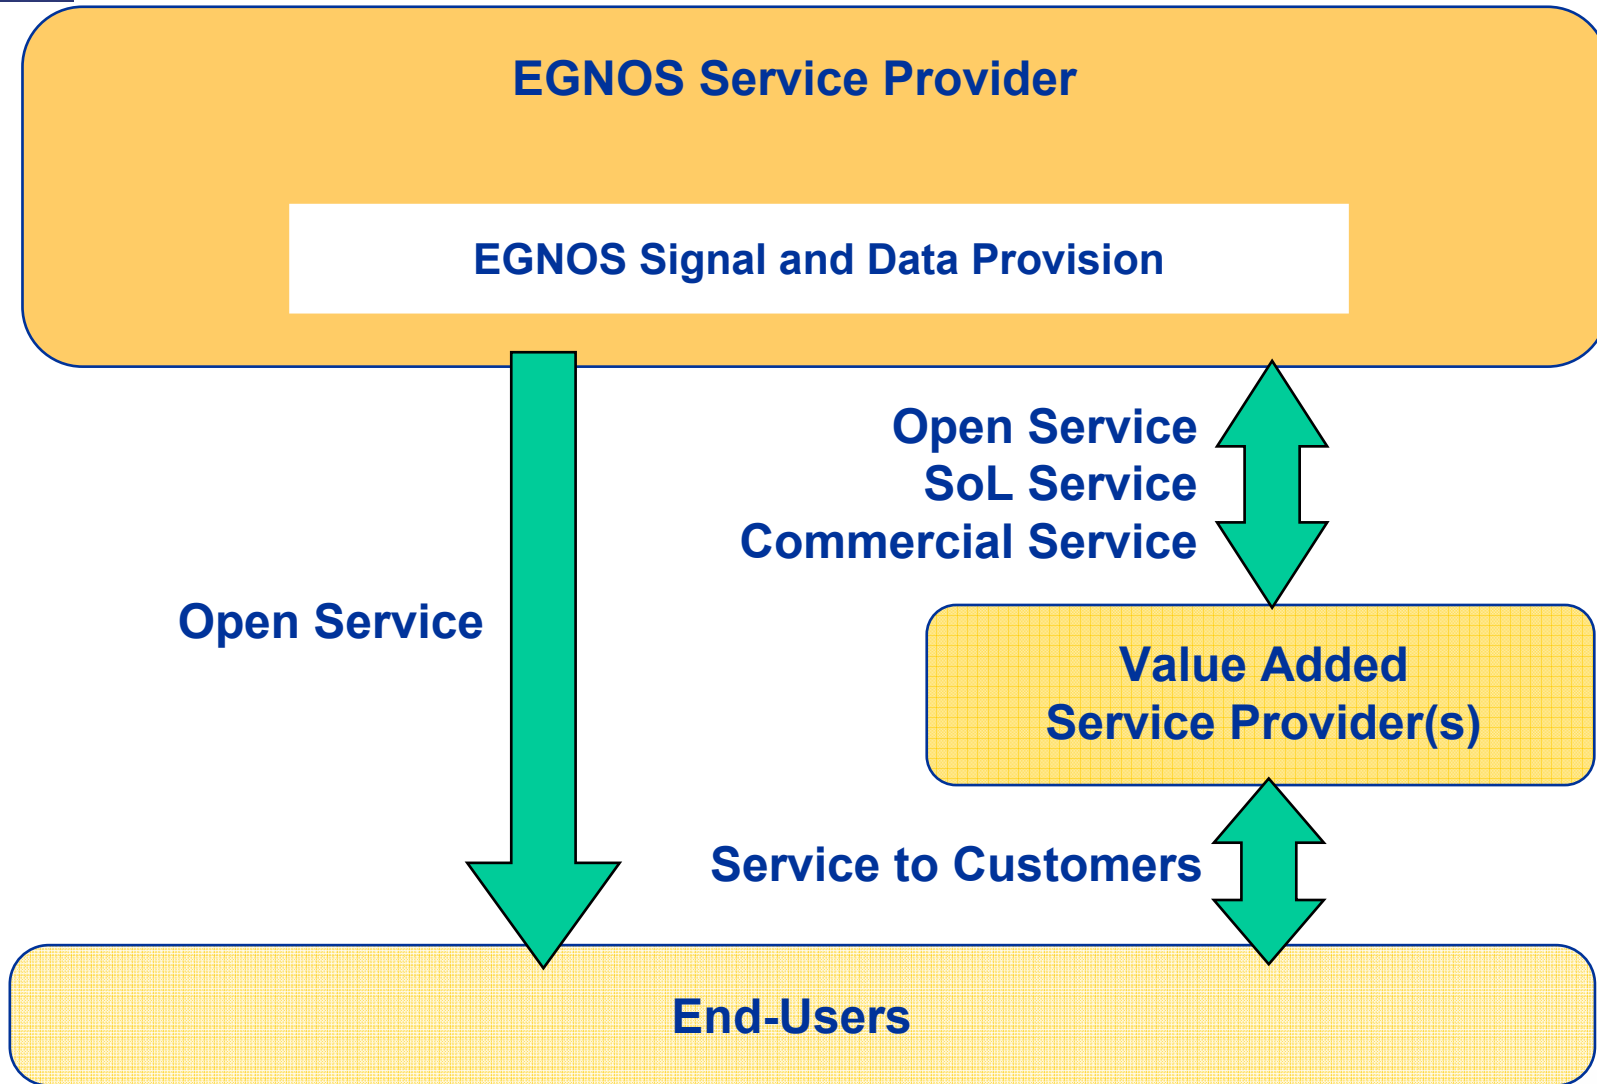 EGNOS Service Provider
EGNOS Signal and Data Provision
Open Service
SoL Service
Commercial Service
Open Service
Value Added
Service Provider(s)
Service to Customers
End-Users